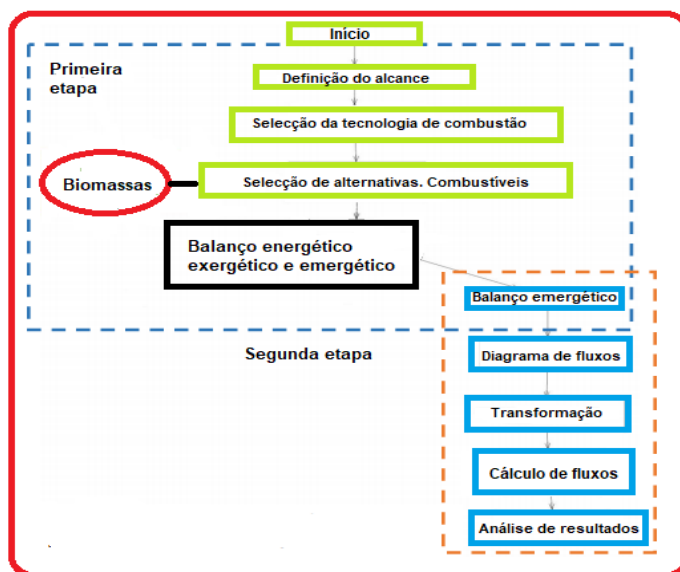 Início
Primeira
etapa
Definição do alcance
Selecção da tecnologia de combustão
Biomassas
Selecção de alternativas. Combustíveis
Balanço energético
exergético e emergético
Balanço emergético
Segunda etapa
Diagrama de fluxos
Transformação
Cálculo de fluxos
Análise de resultados